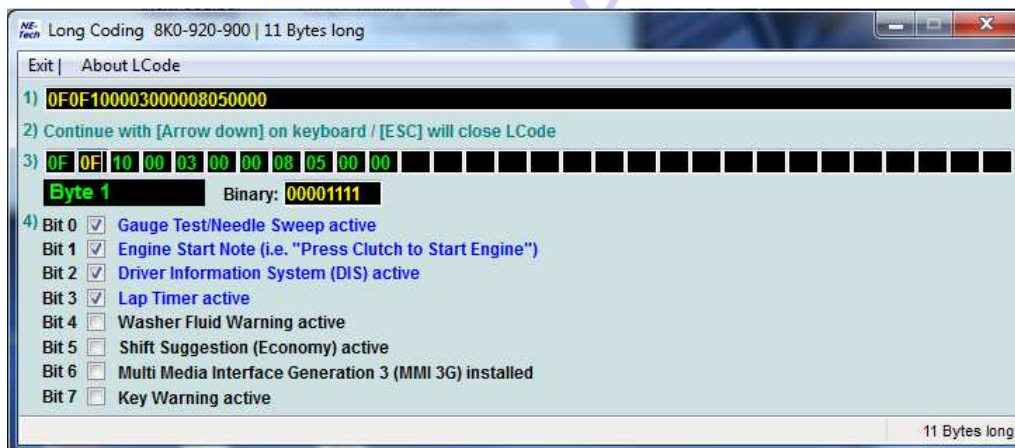 NE-Tech Long Coding 8K0-920-900 | 11 Bytes long
Exit | About LCode
1) 0F0F100003000008050000
2) Continue with [Arrow down] on keyboard / [ESC] will close LCode
3) 0F 0F 10 00 03 00 00 08 05 00 00
Byte 1 Binary: 00001111
4) Bit 0 Gauge Test/Needle Sweep active
Bit 1 Engine Start Note (i.e. "Press Clutch to Start Engine")
Bit 2 Driver Information System (DIS) active
Bit 3 Lap Timer active
Bit 4 Washer Fluid Warning active
Bit 5 Shift Suggestion (Economy) active
Bit 6 Multi Media Interface Generation 3 (MMI 3G) installed
Bit 7 Key Warning active
11 Bytes long